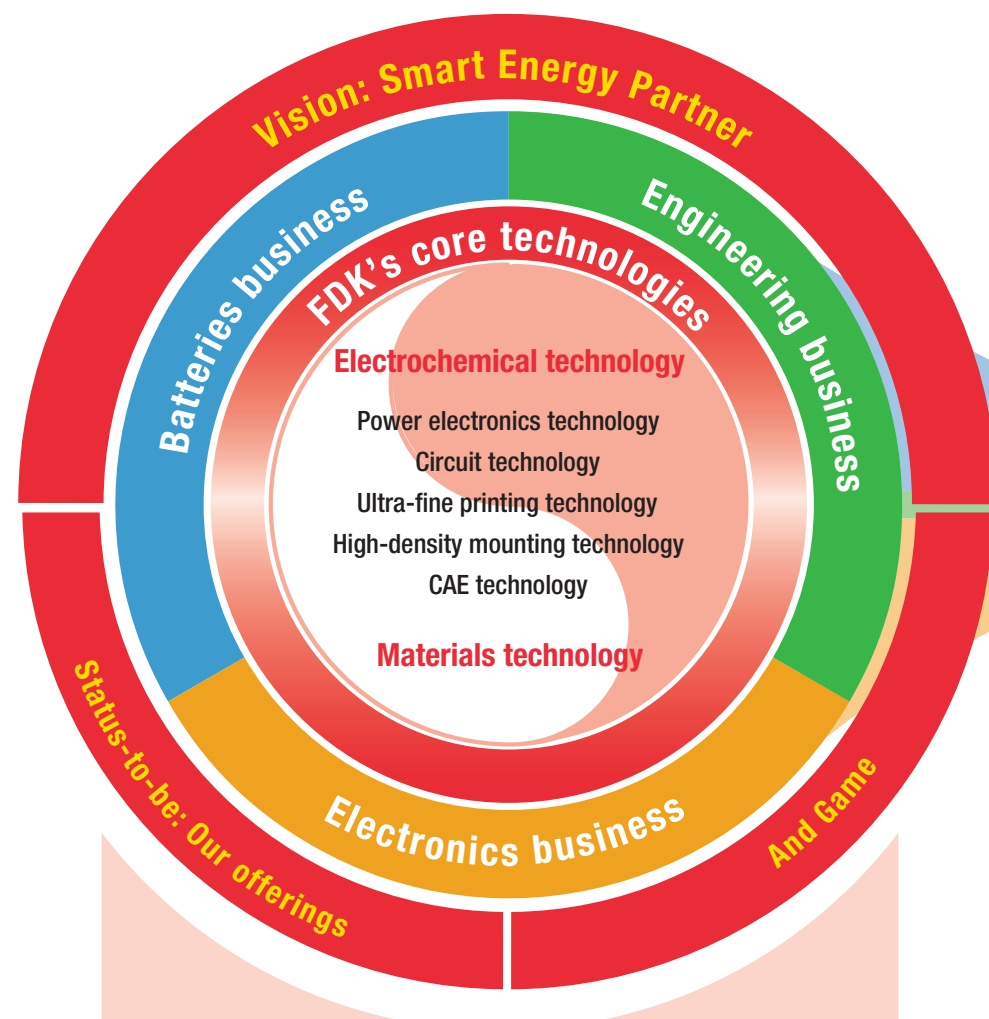 Vision: Smart Energy Partner
Batteries business
Engineering business
FDK's core technologies
Electrochemical technology
Power electronics technology
Circuit technology
Ultra-fine printing technology
High-density mounting technology
CAE technology
Materials technology
Electronics business
Status-to-be: Our offerings
And Game